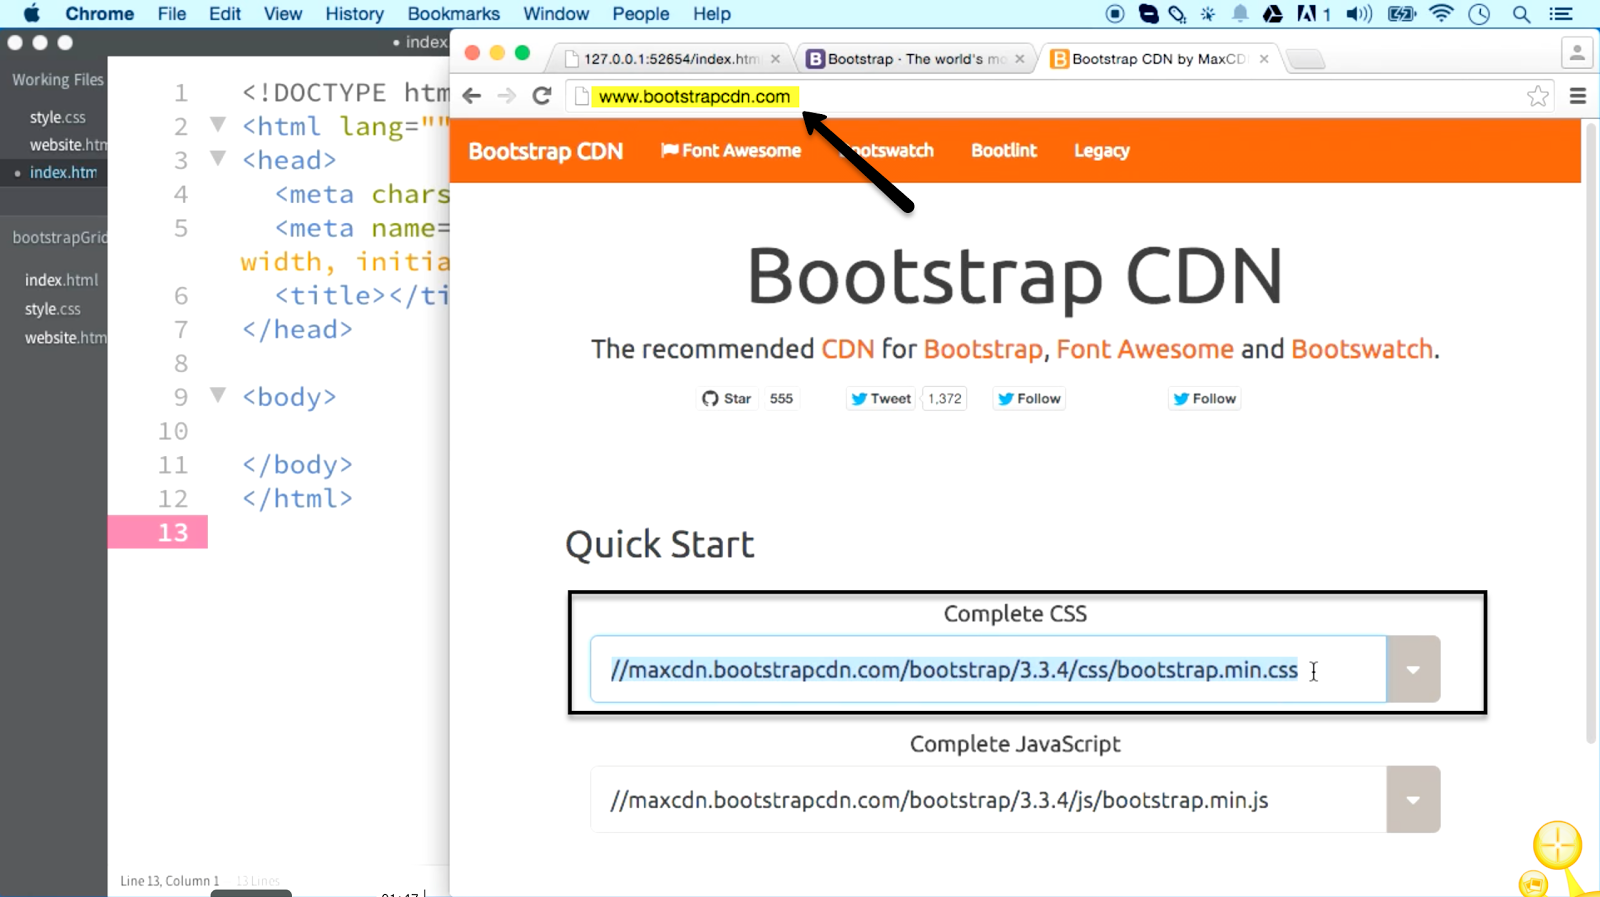 Chrome File Edit View History Bookmarks Window People Help 1
• index
127.0.0.1:52654/index.htm
Bootstrap · The world's mo
Bootstrap CDN by MaxCD
www.bootstrapcdn.com
Working Files
style.css
website.htm
• index.htm
bootstrapGrid
index.html
style.css
website.htm
1 <!DOCTYPE htm
2 <html lang=""
3 <head>
4 <meta chars
5 <meta name=
width, initia
6 <title></ti
7 </head>
8
9 <body>
10
11 </body>
12 </html>
13
Line 13, Column 1 13 Lines
Bootstrap CDN Font Awesome otswatch Bootlint Legacy
Bootstrap CDN
The recommended CDN for Bootstrap, Font Awesome and Bootswatch.
Star 555 Tweet 1,372 Follow Follow
Quick Start
Complete CSS
//maxcdn.bootstrapcdn.com/bootstrap/3.3.4/css/bootstrap.min.css
Complete JavaScript
//maxcdn.bootstrapcdn.com/bootstrap/3.3.4/js/bootstrap.min.js